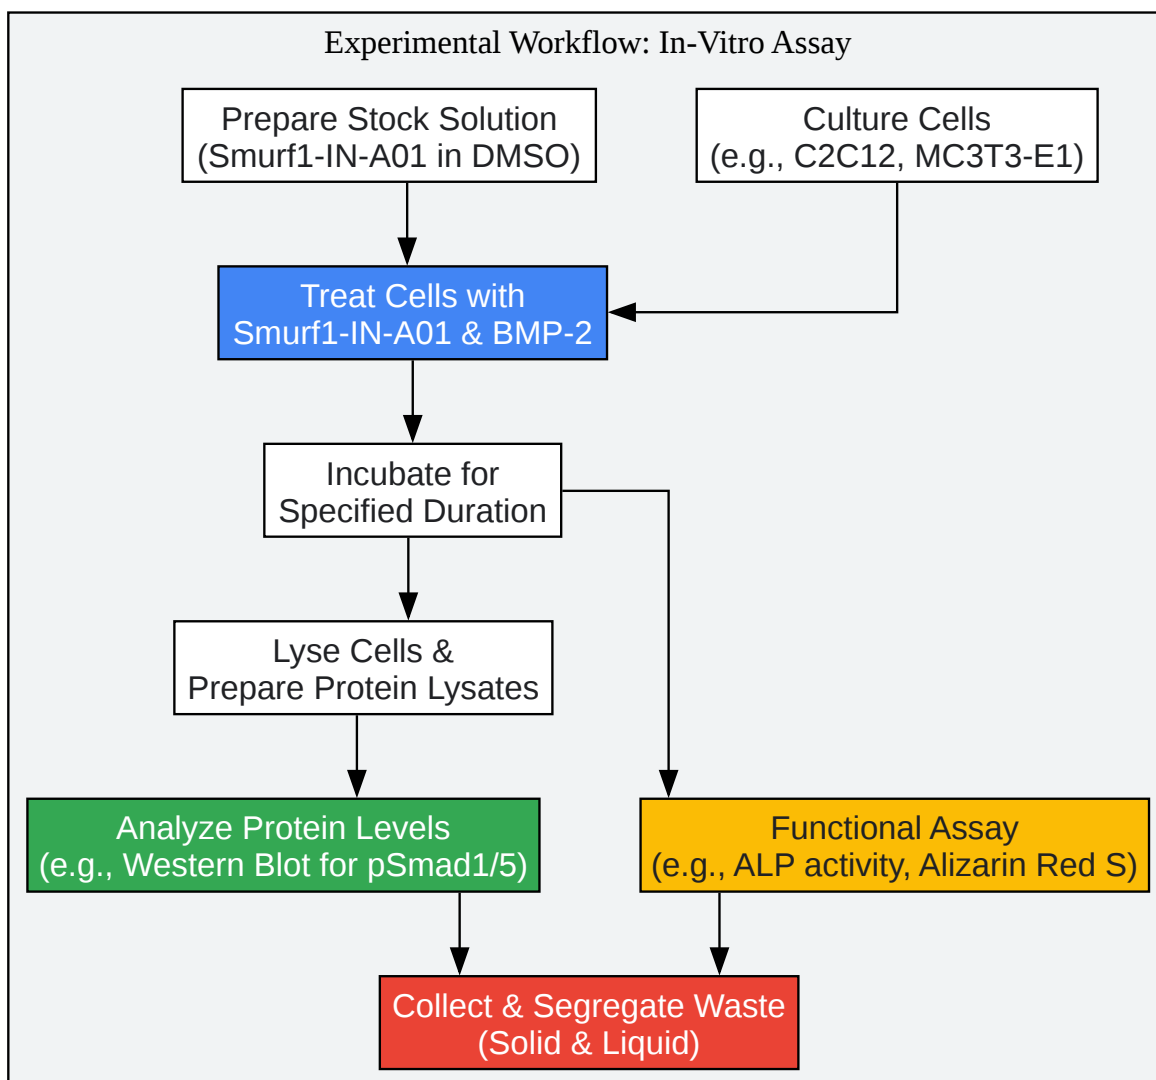 Experimental Workflow: In-Vitro Assay
Prepare Stock Solution
(Smurf1-IN-A01 in DMSO)
Culture Cells
(e.g., C2C12, MC3T3-E1)
Treat Cells with
Smurf1-IN-A01 & BMP-2
Incubate for
Specified Duration
Lyse Cells &
Prepare Protein Lysates
Analyze Protein Levels
(e.g., Western Blot for pSmad1/5)
Functional Assay
(e.g., ALP activity, Alizarin Red S)
Collect & Segregate Waste
(Solid & Liquid)